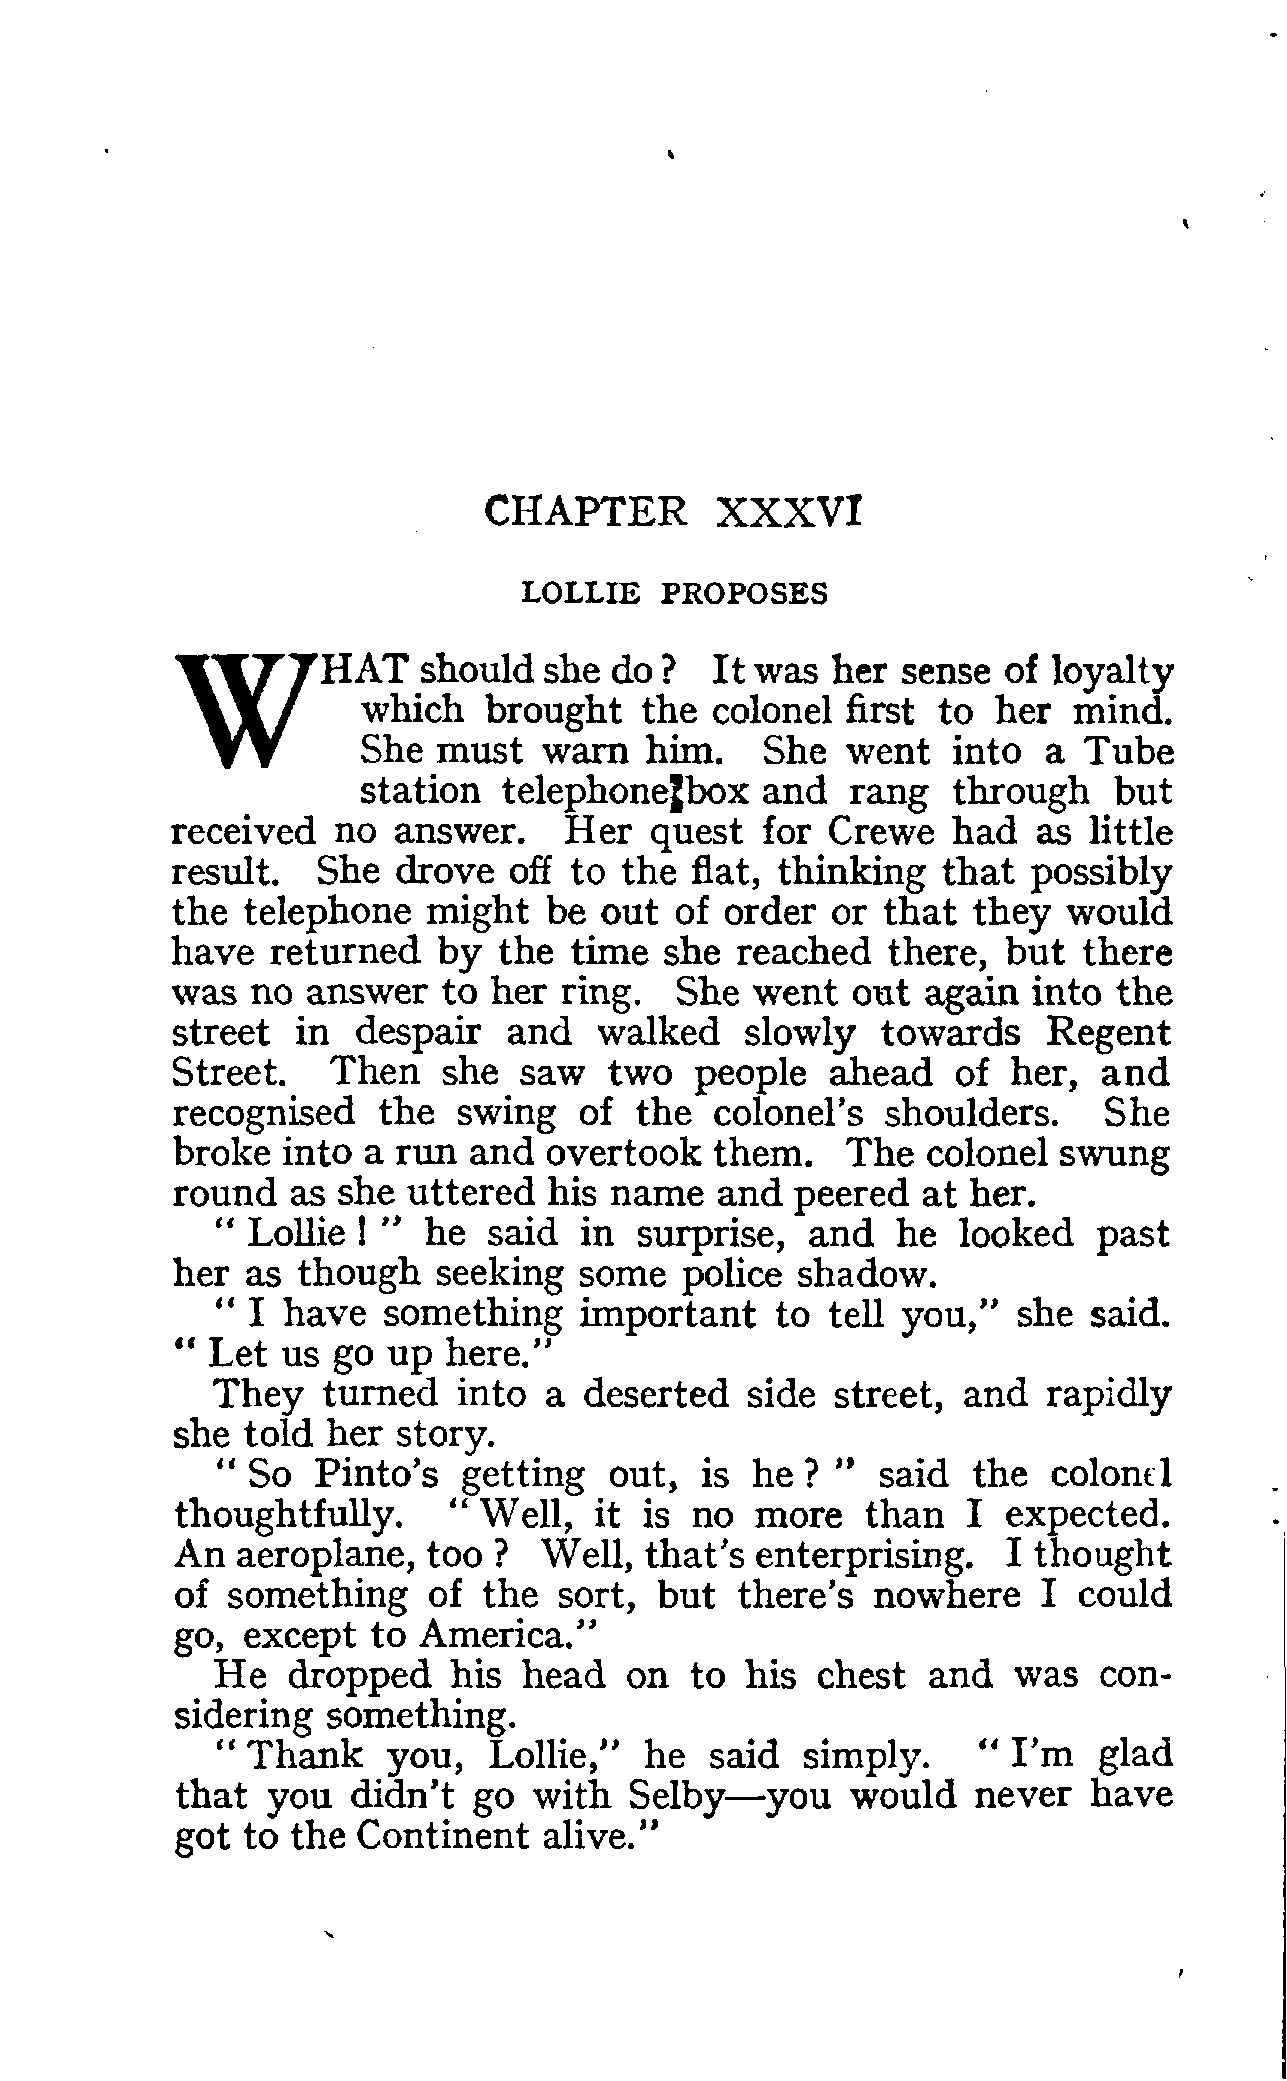 CHAPTER XXXVI
LOLLIE PROPOSES
WHAT should she do? It was her sense of loyalty
which brought the colonel first to her mind.
She must warn him. She went into a Tube
station telephone box and rang through but
received no answer. Her quest for Crewe had as little
result. She drove off to the flat, thinking that possibly
the telephone might be out of order or that they would
have returned by the time she reached there, but there
was no answer to her ring. She went out again into the
street in despair and walked slowly towards Regent
Street. Then she saw two people ahead of her, and
recognised the swing of the colonel's shoulders. She
broke into a run and overtook them. The colonel swung
round as she uttered his name and peered at her.
"Lollie!" he said in surprise, and he looked past
her as though seeking some police shadow.
"I have something important to tell you," she said.
"Let us go up here."
They turned into a deserted side street, and rapidly
she told her story.
"So Pinto's getting out, is he?" said the colonel
thoughtfully. "Well, it is no more than I expected.
An aeroplane, too? Well, that's enterprising. I thought
of something of the sort, but there's nowhere I could
go, except to America."
He dropped his head on to his chest and was con-
sidering something.
"Thank you, Lollie," he said simply. "I'm glad
that you didn't go with Selby—you would never have
got to the Continent alive."